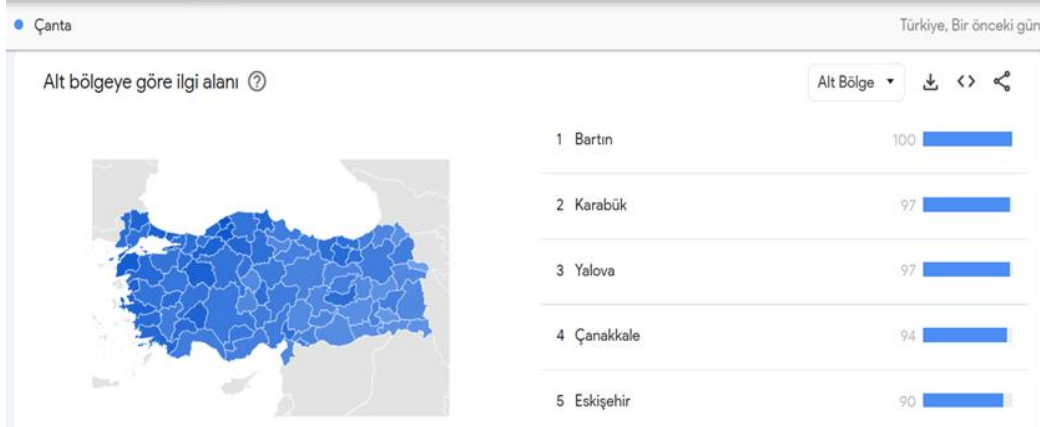 Çanta
Türkiye, Bir önceki gün
Alt bölgeye göre ilgi alanı
Alt Bölge
1 Bartın 100
2 Karabük 97
3 Yalova 97
4 Çanakkale 94
5 Eskişehir 90